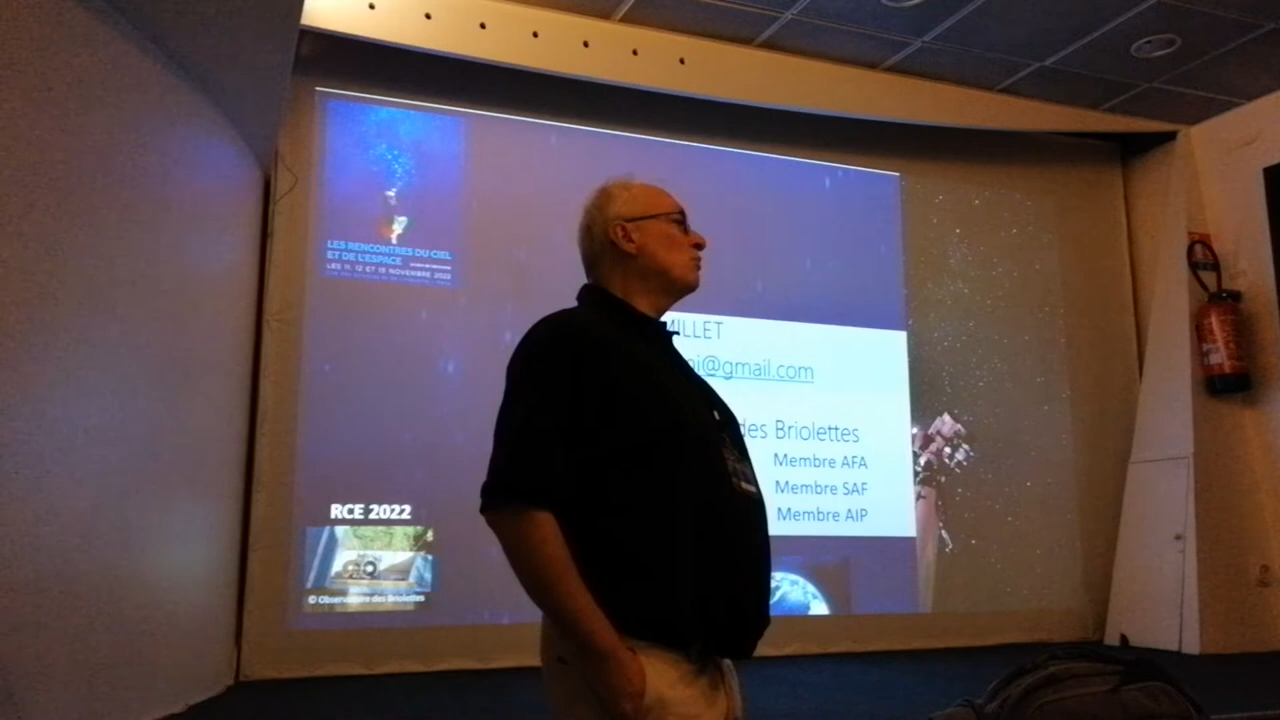 LES RENCONTRES DU CIEL
ET DE L'ESPACE
LES 11, 12 ET 13 NOVEMBRE 2022
MILLET
@gmail.com
des Briolettes
Membre AFA
Membre SAF
Membre AIP
RCE 2022
© Observatoire des Briolettes